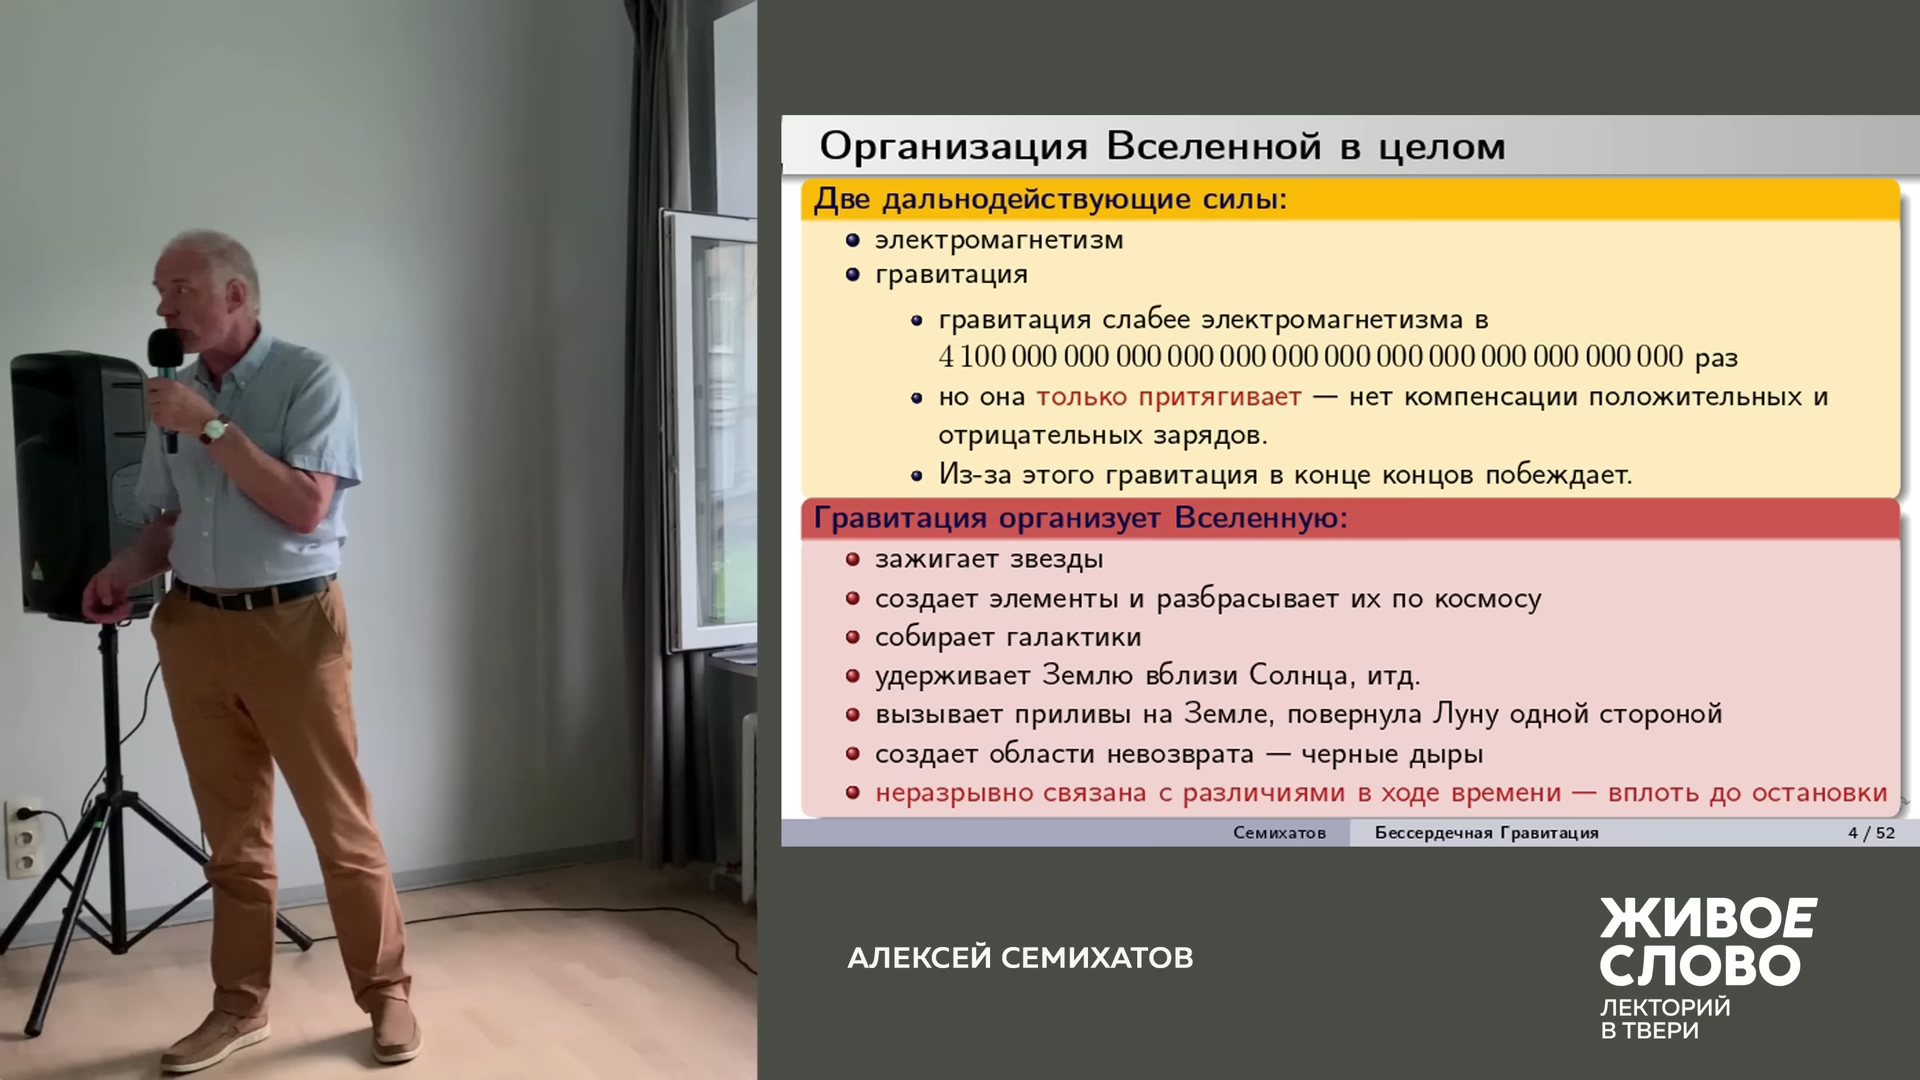 Организация Вселенной в целом
Две дальнодействующие силы:
электромагнетизм
гравитация
гравитация слабее электромагнетизма в
4 100 000 000 000 000 000 000 000 000 000 000 000 000 000 раз
но она только притягивает — нет компенсации положительных и
отрицательных зарядов.
Из-за этого гравитация в конце концов побеждает.
Гравитация организует Вселенную:
зажигает звезды
создает элементы и разбрасывает их по космосу
собирает галактики
удерживает Землю вблизи Солнца, итд.
вызывает приливы на Земле, повернула Луну одной стороной
создает области невозврата — черные дыры
неразрывно связана с различиями в ходе времени — вплоть до остановки
Семихатов Бессердечная Гравитация 4 / 52
АЛЕКСЕЙ СЕМИХАТОВ
ЖИВОЕ
СЛОВО
ЛЕКТОРИЙ
В ТВЕРИ